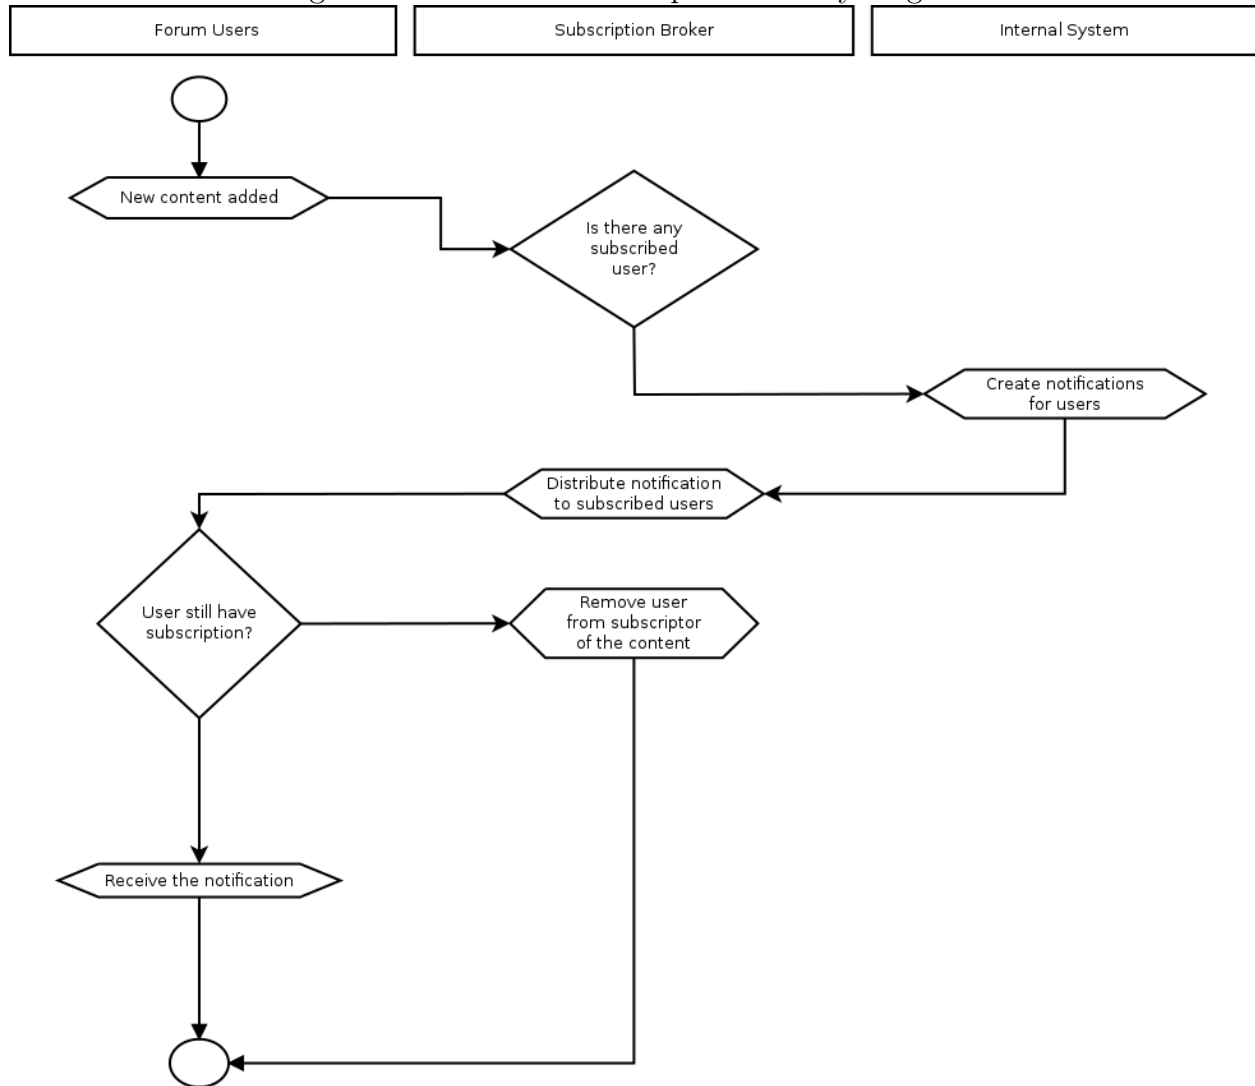 Forum Users
Subscription Broker
Internal System
New content added
Is there any
subscribed
user?
Create notifications
for users
Distribute notification
to subscribed users
User still have
subscription?
Remove user
from subscriptor
of the content
Receive the notification